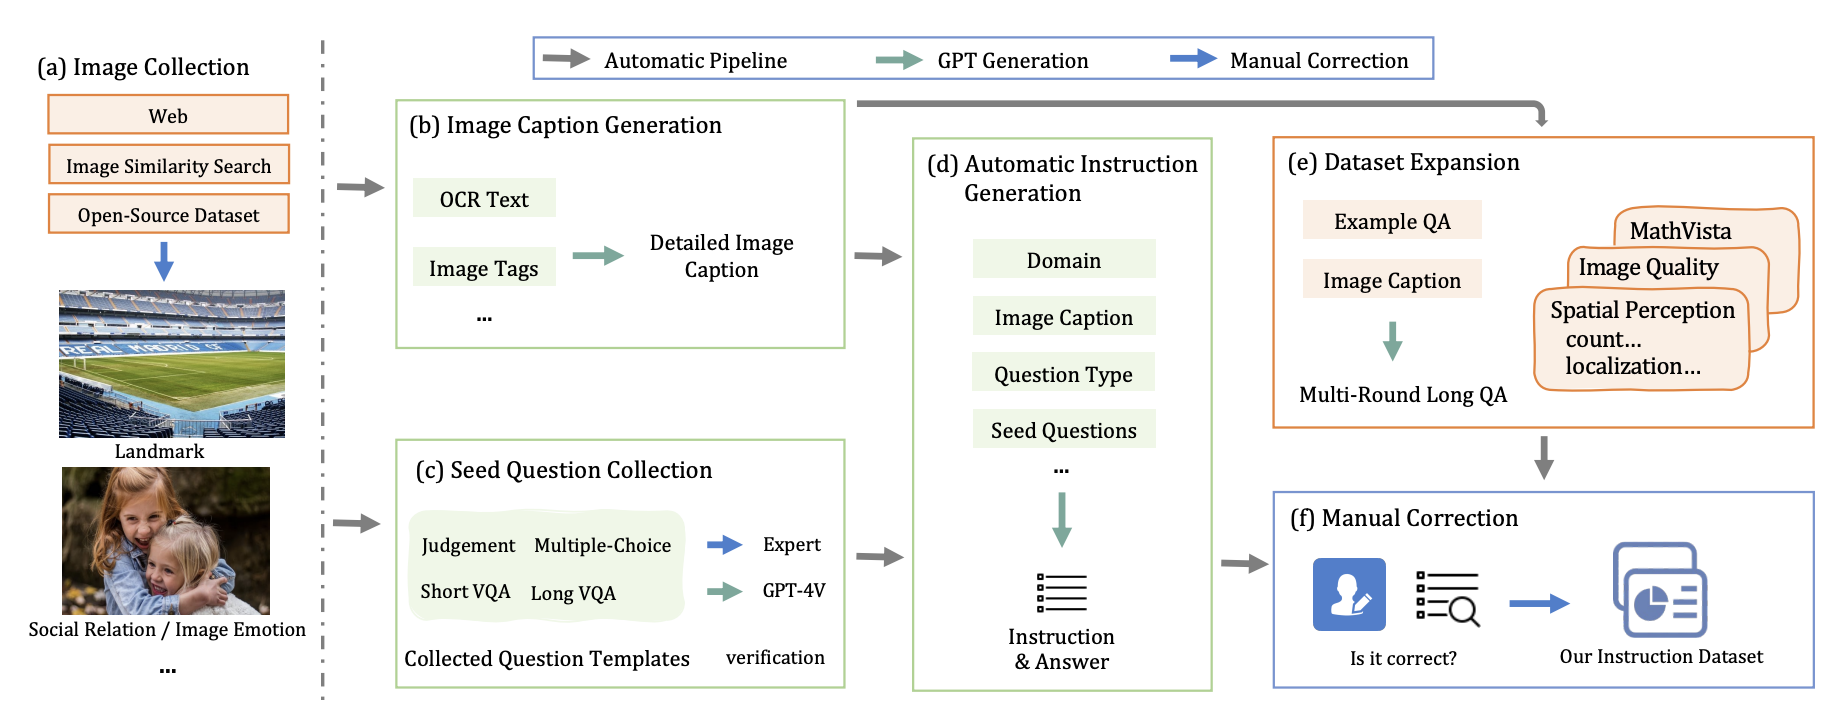 (a) Image Collection
Web
Image Similarity Search
Open-Source Dataset
REAL MADRID CF
Landmark
Social Relation / Image Emotion
...
Automatic Pipeline
GPT Generation
Manual Correction
(b) Image Caption Generation
OCR Text
Image Tags
...
Detailed Image
Caption
(c) Seed Question Collection
Judgement
Multiple-Choice
Short VQA
Long VQA
Expert
GPT-4V
Collected Question Templates
verification
(d) Automatic Instruction
Generation
Domain
Image Caption
Question Type
Seed Questions
...
Instruction
& Answer
(e) Dataset Expansion
Example QA
Image Caption
Multi-Round Long QA
MathVista
Image Quality
Spatial Perception
count...
localization...
(f) Manual Correction
Is it correct?
Our Instruction Dataset